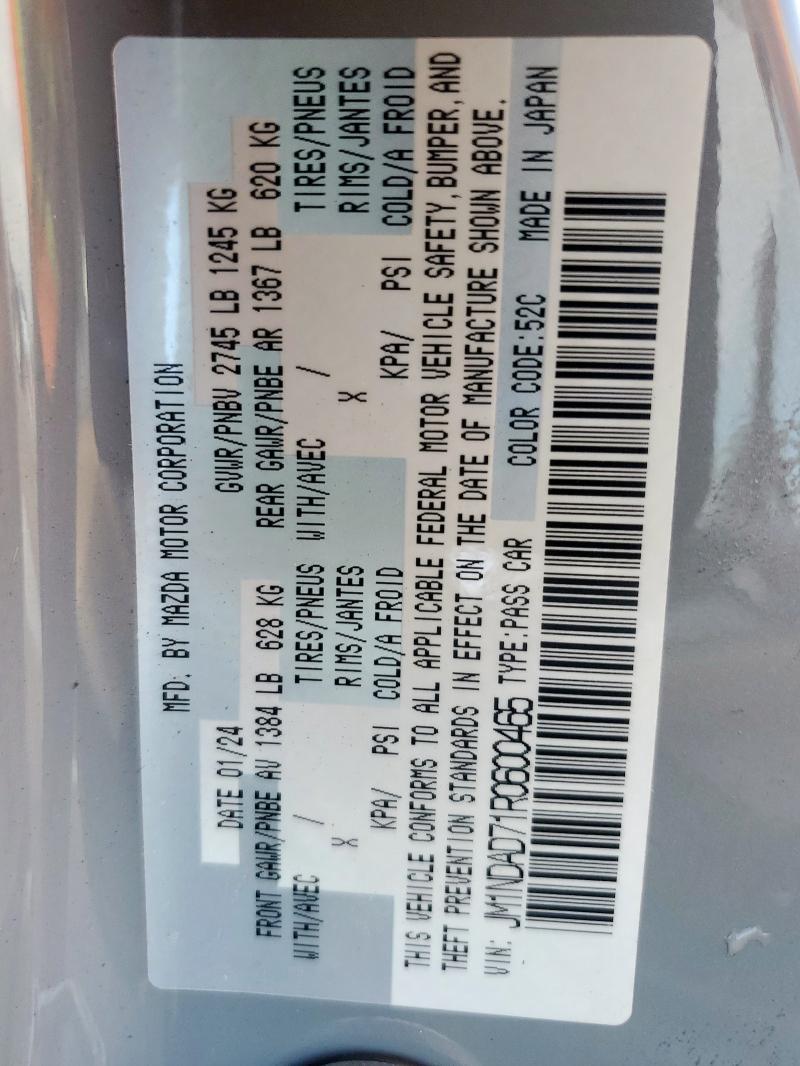 MFD. BY MAZDA MOTOR CORPORATION
DATE 01/24 GVWR/PNBV 2745 LB 1245 KG
FRONT GAWR/PNBE AV 1384 LB 628 KG REAR GAWR/PNBE AR 1367 LB 620 KG
WITH/AVEC / TIRES/PNEUS WITH/AVEC / TIRES/PNEUS
X RIMS/JANTES X RIMS/JANTES
KPA/ PSI COLD/A FROID KPA/ PSI COLD/A FROID
THIS VEHICLE CONFORMS TO ALL APPLICABLE FEDERAL MOTOR VEHICLE SAFETY, BUMPER, AND
THEFT PREVENTION STANDARDS IN EFFECT ON THE DATE OF MANUFACTURE SHOWN ABOVE.
VIN: JM1NDAD71R0600465 TYPE:PASS CAR COLOR CODE:52C MADE IN JAPAN